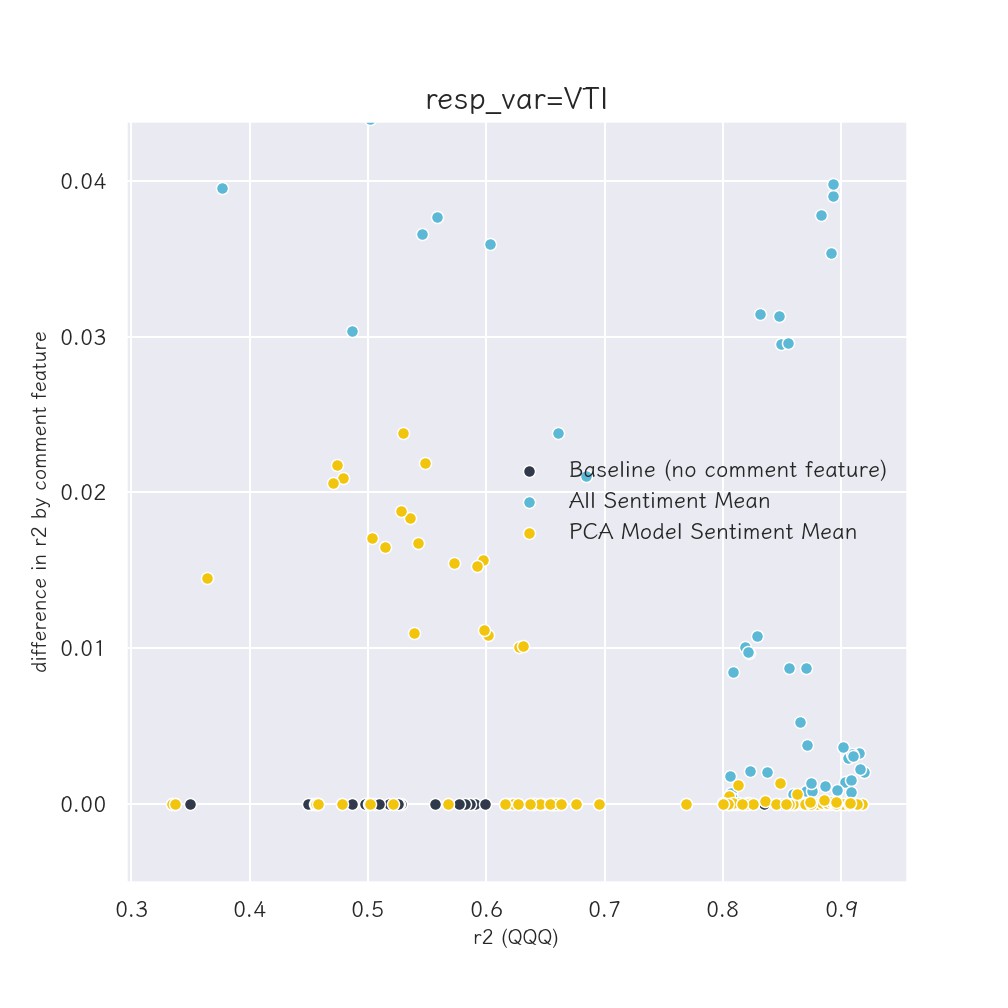 resp_var=VTI
difference in r2 by comment feature
0.04
0.03
0.02
0.01
0.00
Baseline (no comment feature)
All Sentiment Mean
PCA Model Sentiment Mean
0.3 0.4 0.5 0.6 0.7 0.8 0.9
r2 (QQQ)